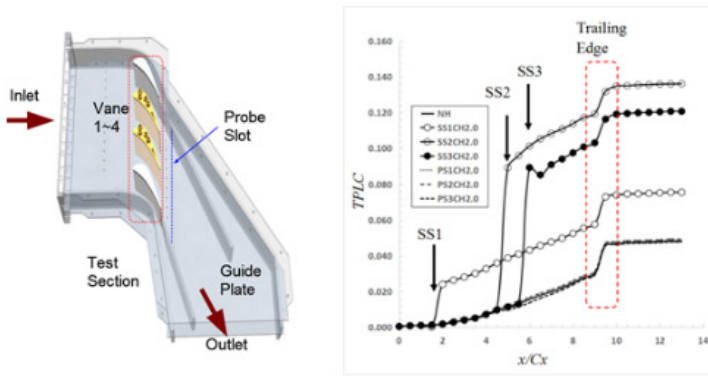 Inlet
Vane
1~4
Probe
Slot
Test
Section
Guide
Plate
Outlet
0.160
0.140
0.120
0.100
0.080
0.060
0.040
0.020
0.000
TPLC
Trailing
Edge
SS3
SS2
SS1
NH
SS1CH2.0
SS2CH2.0
SS3CH2.0
PS1CH2.0
PS2CH2.0
PS3CH2.0
0 2 4 6 8 10 12 14
x/Cx